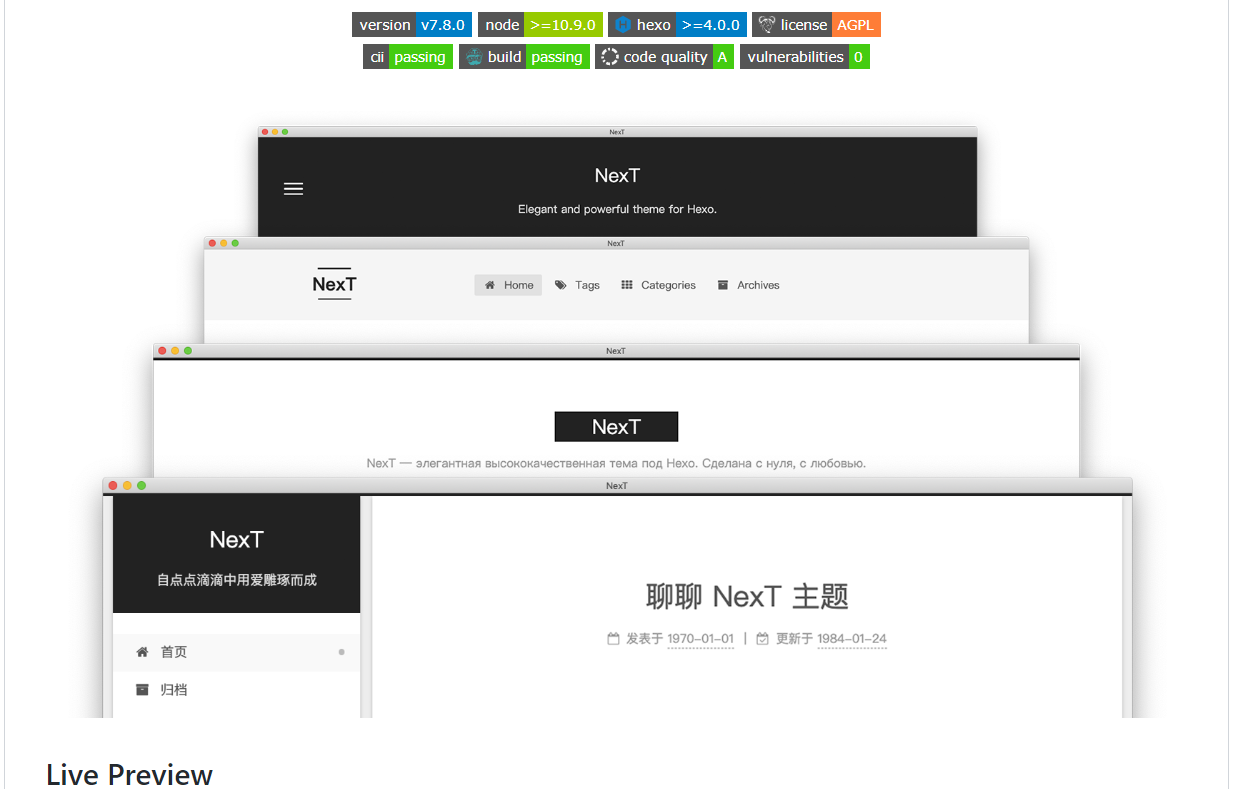 version v7.8.0 node >=10.9.0 hexo >=4.0.0 license AGPL
cii passing build passing code quality A vulnerabilities 0
NexT
NexT
Elegant and powerful theme for Hexo.
NexT
NexT Home Tags Categories Archives
NexT
NexT
NexT — элегантная высококачественная тема под Hexo. Сделана с нуля, с любовью.
NexT
NexT
自点点滴滴中用爱雕琢而成
聊聊 NexT 主题
发表于 1970-01-01 | 更新于 1984-01-24
首页
归档
Live Preview